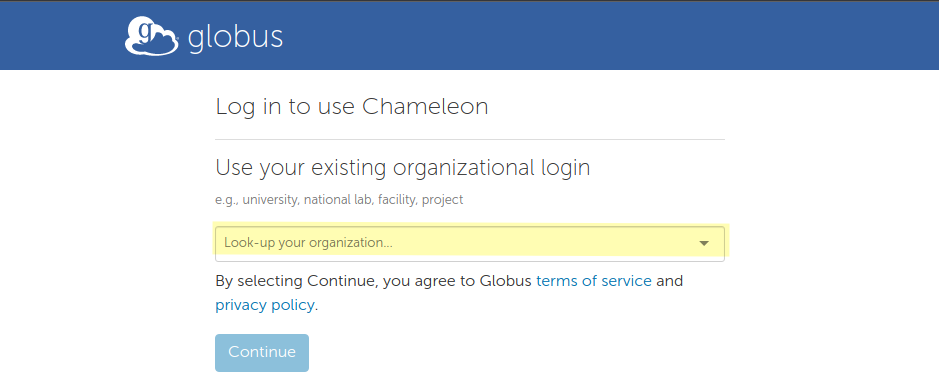 globus
Log in to use Chameleon
Use your existing organizational login
e.g., university, national lab, facility, project
Look-up your organization...
By selecting Continue, you agree to Globus terms of service and
privacy policy.
Continue